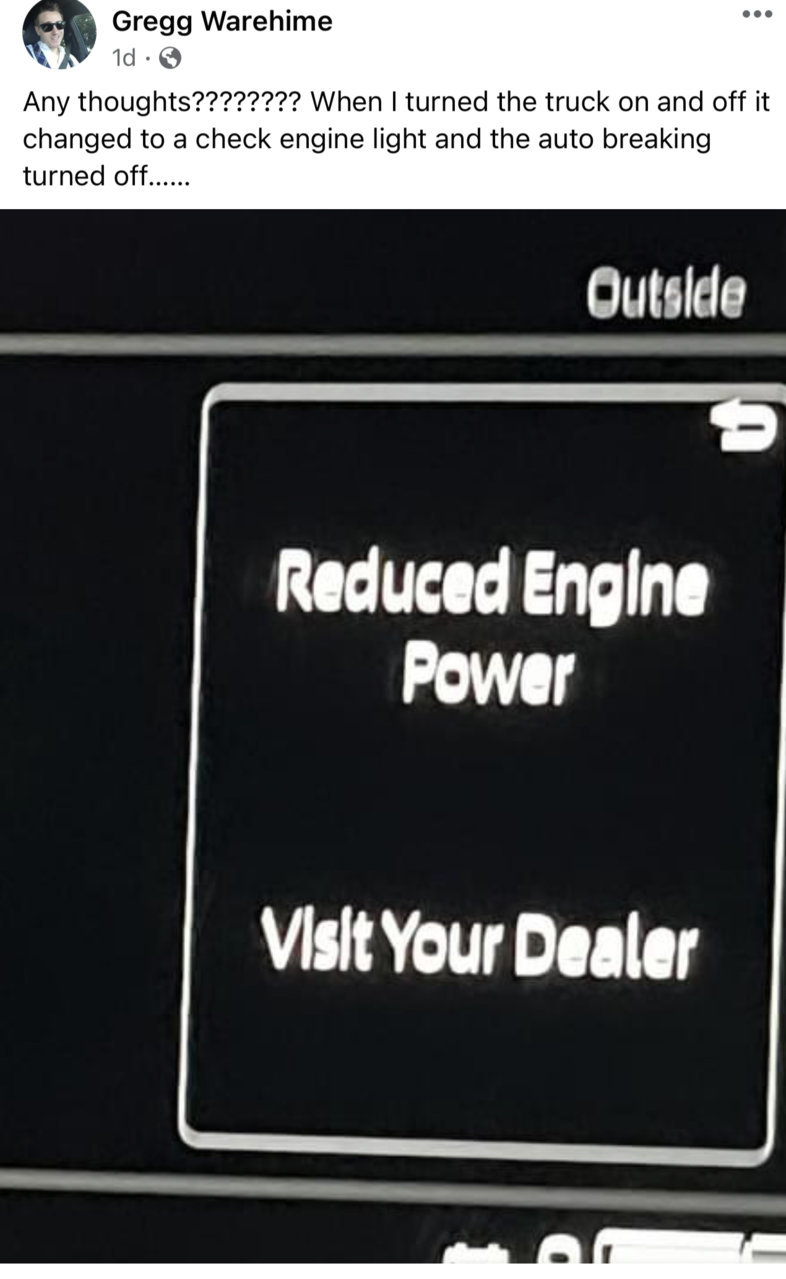 Gregg Warehime
1d ·
Any thoughts???????? When I turned the truck on and off it
changed to a check engine light and the auto breaking
turned off......
Outside
Reduced Engine
Power
Visit Your Dealer